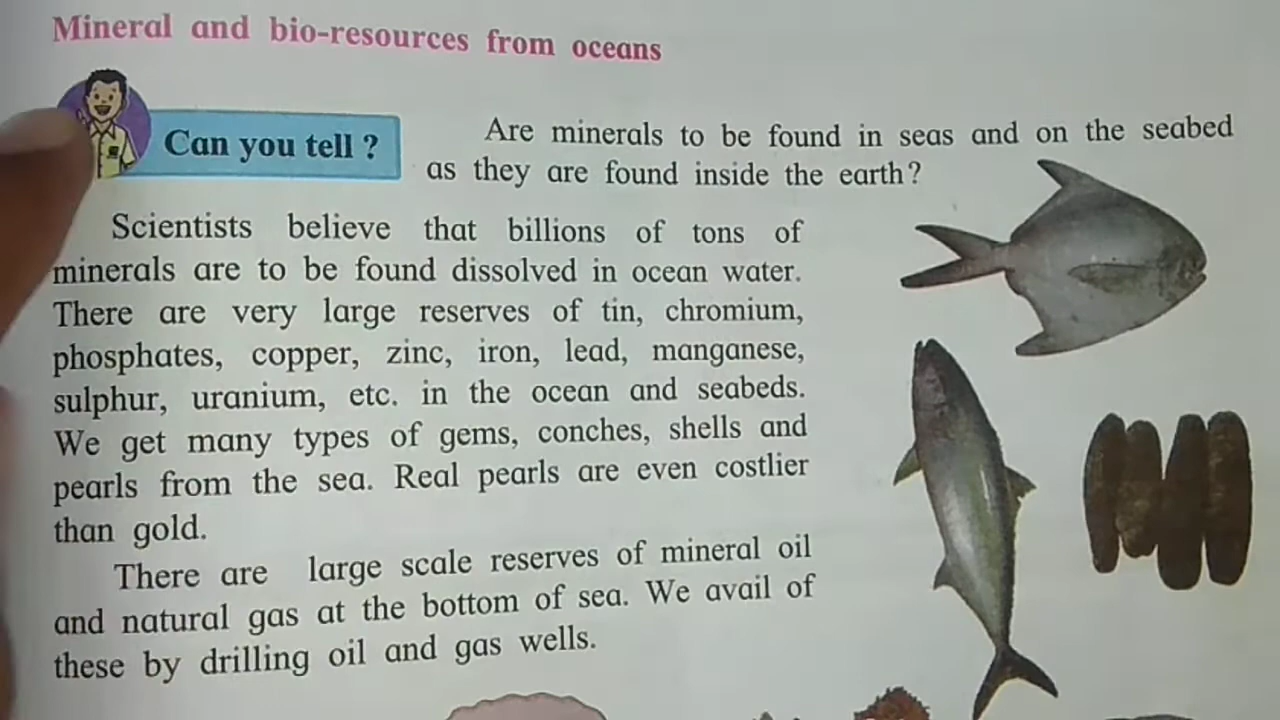 Mineral and bio-resources from oceans
Can you tell ?
Are minerals to be found in seas and on the seabed
as they are found inside the earth?
Scientists believe that billions of tons of
minerals are to be found dissolved in ocean water.
There are very large reserves of tin, chromium,
phosphates, copper, zinc, iron, lead, manganese,
sulphur, uranium, etc. in the ocean and seabeds.
We get many types of gems, conches, shells and
pearls from the sea. Real pearls are even costlier
than gold.
There are large scale reserves of mineral oil
and natural gas at the bottom of sea. We avail of
these by drilling oil and gas wells.